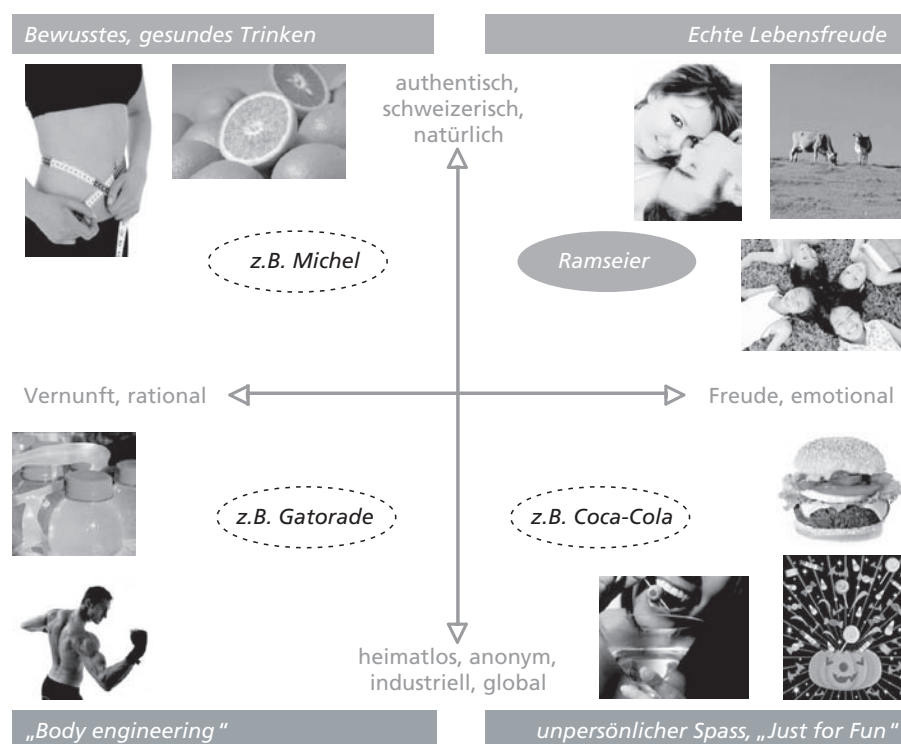 Bewusstes, gesundes Trinken
Echte Lebensfreude
authentisch,
schweizerisch,
natürlich
z.B. Michel
Ramseier
Vernunft, rational
Freude, emotional
z.B. Gatorade
z.B. Coca-Cola
heimatlos, anonym,
industriell, global
„Body engineering“
unpersönlicher Spass, „Just for Fun“